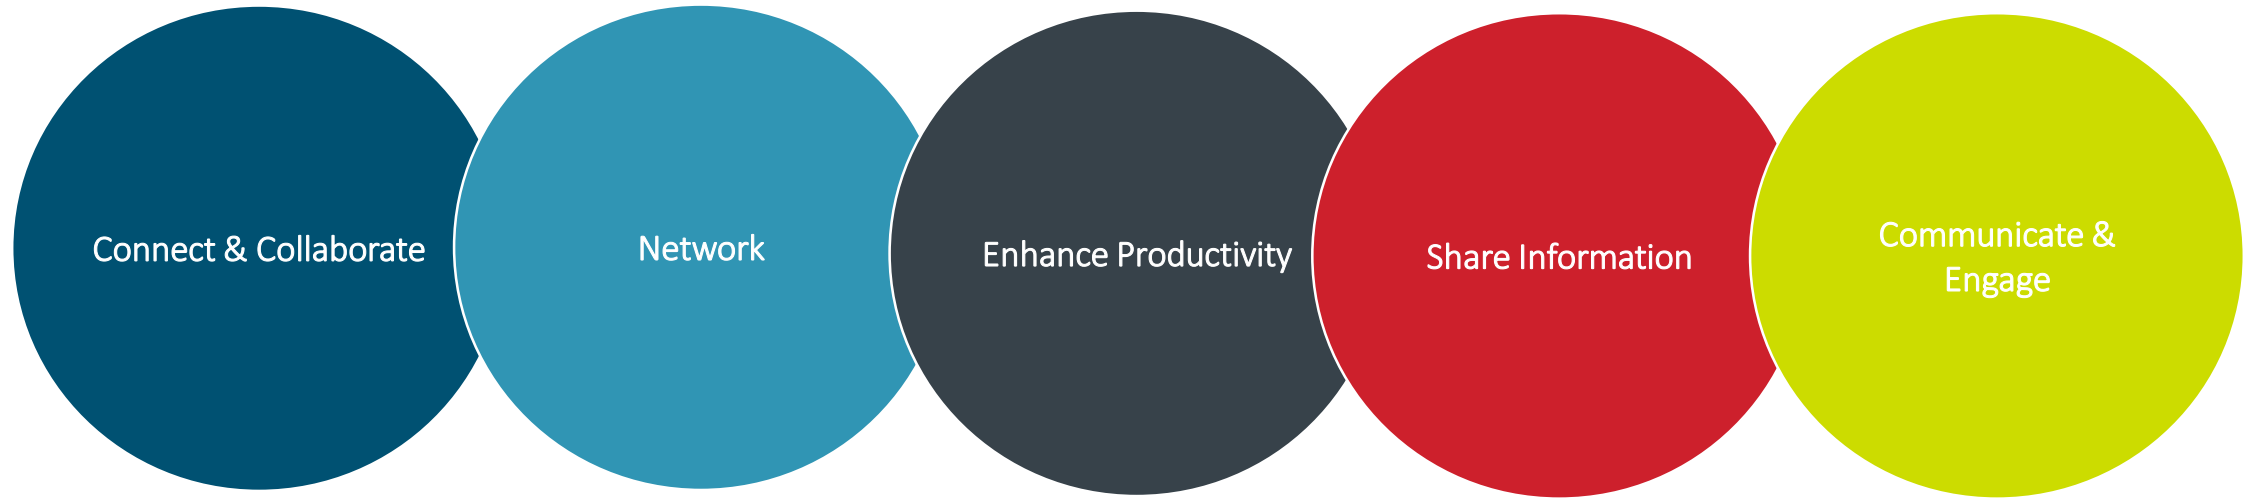 Connect & Collaborate
Network
Enhance Productivity
Share Information
Communicate &
Engage